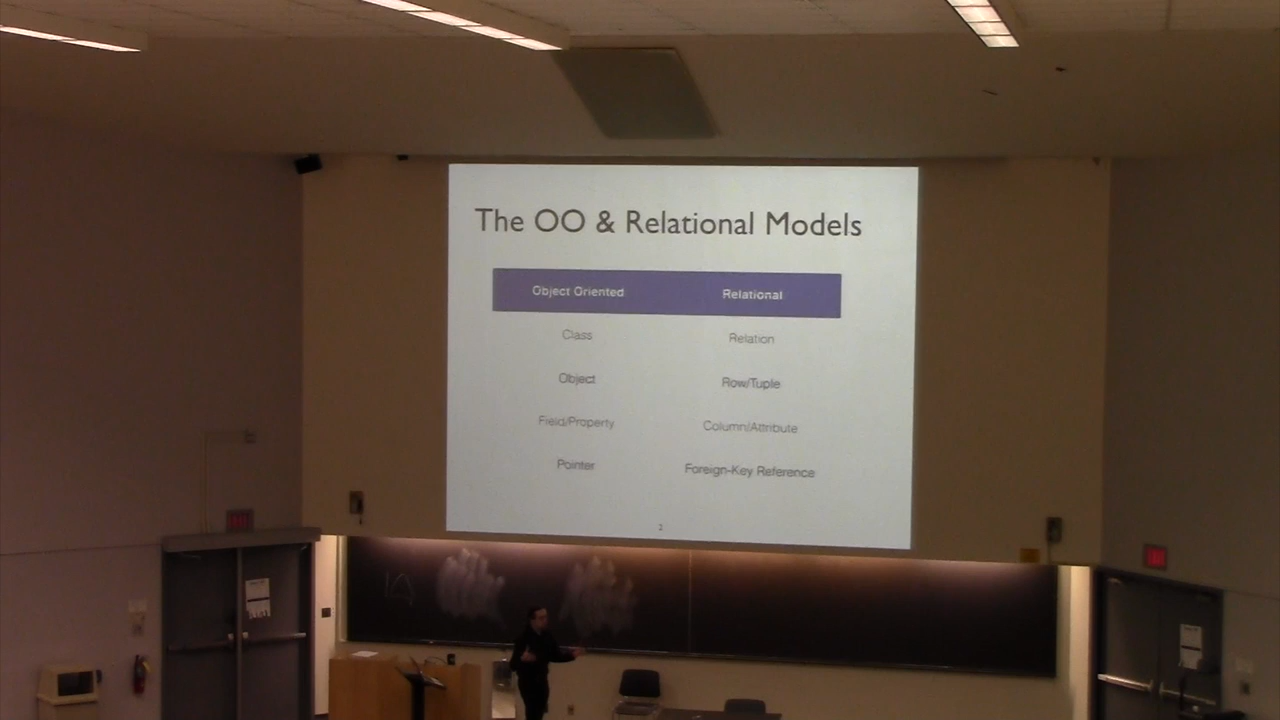 The OO & Relational Models
Object Oriented Relational
Class Relation
Object Row/Tuple
Field/Property Column/Attribute
Pointer Foreign-Key Reference
2